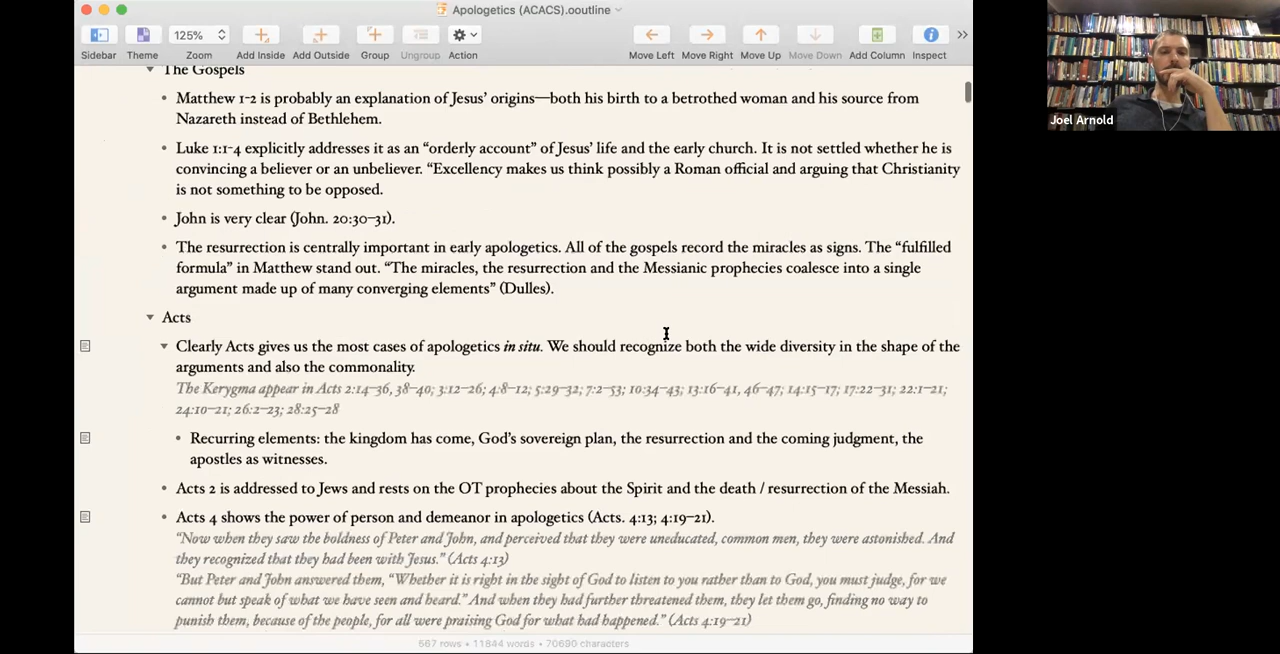 Apologetics (ACACS).ooutline
125%
Sidebar Theme Zoom Add Inside Add Outside Group Ungroup Action Move Left Move Right Move Up Move Down Add Column Inspect
The Gospels
Matthew 1-2 is probably an explanation of Jesus' origins—both his birth to a betrothed woman and his source from
Nazareth instead of Bethlehem.
Luke 1:1-4 explicitly addresses it as an “orderly account” of Jesus' life and the early church. It is not settled whether he is
convincing a believer or an unbeliever. “Excellency makes us think possibly a Roman official and arguing that Christianity
is not something to be opposed.
John is very clear (John. 20:30–31).
The resurrection is centrally important in early apologetics. All of the gospels record the miracles as signs. The “fulfilled
formula” in Matthew stand out. “The miracles, the resurrection and the Messianic prophecies coalesce into a single
argument made up of many converging elements” (Dulles).
Acts
Clearly Acts gives us the most cases of apologetics in situ. We should recognize both the wide diversity in the shape of the
arguments and also the commonality.
The Kerygma appear in Acts 2:14–36, 38–40; 3:12–26; 4:8–12; 5:29–32; 7:2–53; 10:34–43; 13:16–41, 46–47; 14:15–17; 17:22–31; 22:1–21;
24:10–21; 26:2–23; 28:25–28
Recurring elements: the kingdom has come, God's sovereign plan, the resurrection and the coming judgment, the
apostles as witnesses.
Acts 2 is addressed to Jews and rests on the OT prophecies about the Spirit and the death / resurrection of the Messiah.
Acts 4 shows the power of person and demeanor in apologetics (Acts. 4:13; 4:19–21).
“Now when they saw the boldness of Peter and John, and perceived that they were uneducated, common men, they were astonished. And
they recognized that they had been with Jesus.” (Acts 4:13)
“But Peter and John answered them, “Whether it is right in the sight of God to listen to you rather than to God, you must judge, for we
cannot but speak of what we have seen and heard.” And when they had further threatened them, they let them go, finding no way to
punish them, because of the people, for all were praising God for what had happened.” (Acts 4:19–21)
567 rows • 11844 words • 70690 characters
Joel Arnold